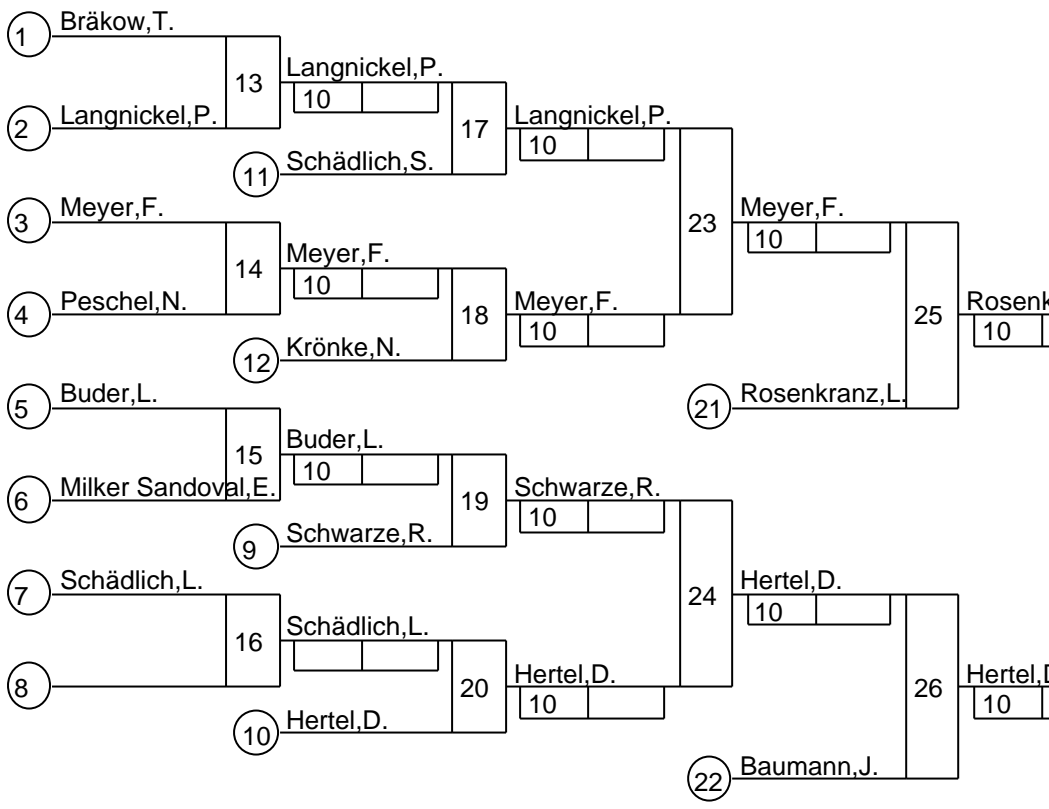 1 Bräkow,T.
13 Langnickel,P.
10
2 Langnickel,P.
17 Langnickel,P.
10
11 Schädlich,S.
3 Meyer,F.
23 Meyer,F.
10
14 Meyer,F.
10
4 Peschel,N.
18 Meyer,F.
10
25 Rosenk
10
12 Krönke,N.
5 Buder,L.
21 Rosenkranz,L.
15 Buder,L.
10
6 Milker Sandoval,E.
19 Schwarze,R.
10
9 Schwarze,R.
7 Schädlich,L.
24 Hertel,D.
10
16 Schädlich,L.
8
20 Hertel,D.
10
26 Hertel,D
10
10 Hertel,D.
22 Baumann,J.